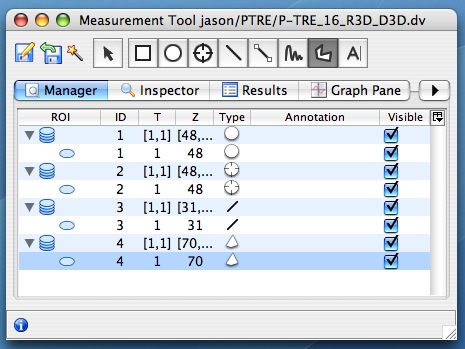 Measurement Tool jason/PTRE/P-TRE_16_R3D_D3D.dv
A
Manager Inspector Results Graph Pane
ROI ID T Z Type Annotation Visible
1 [1,1] [48,...
1 1 48
2 [1,1] [48,...
2 1 48
3 [1,1] [31,...
3 1 31
4 [1,1] [70,...
4 1 70